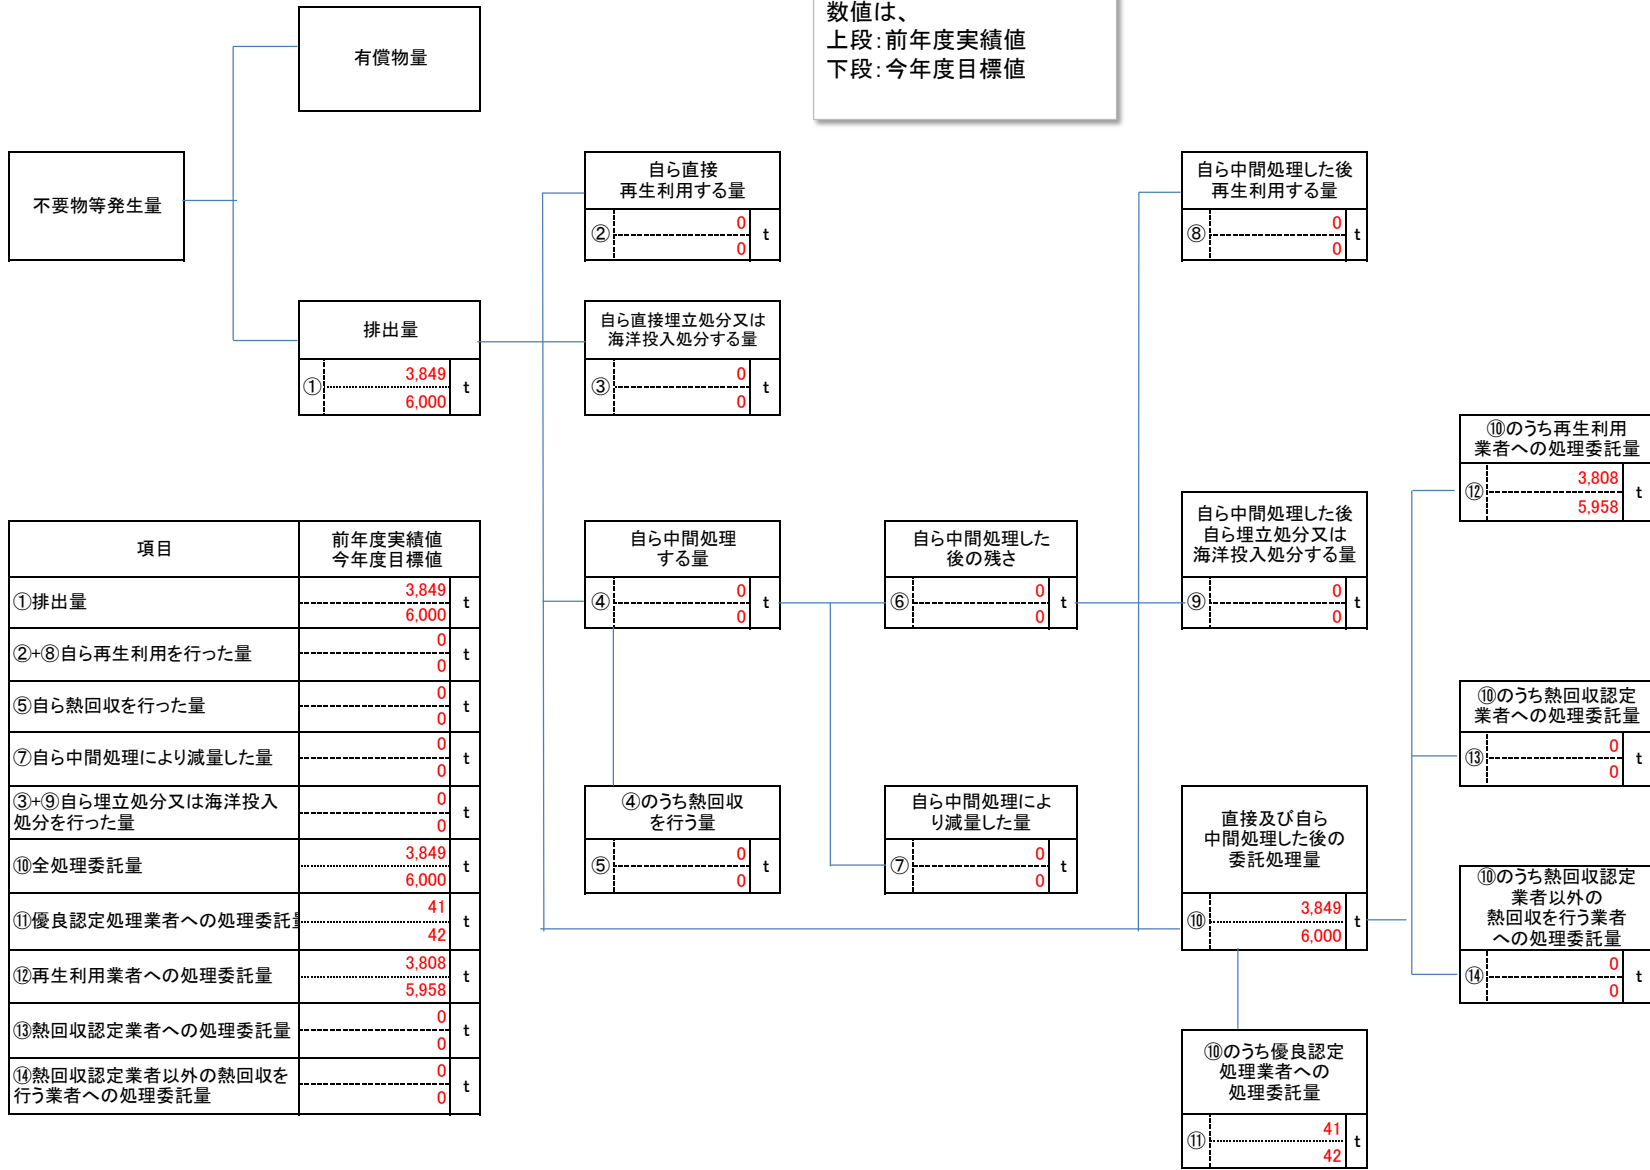 数値は、
上段：前年度実績値
下段：今年度目標値
有償物量
不要物等発生量
排出量
① 3,849 t
6,000
自ら直接
再生利用する量
② 0 t
0
自ら直接埋立処分又は
海洋投入処分する量
③ 0 t
0
自ら中間処理した後
再生利用する量
⑧ 0 t
0
自ら中間処理
する量
④ 0 t
0
自ら中間処理した
後の残さ
⑥ 0 t
0
自ら中間処理した後
自ら埋立処分又は
海洋投入処分する量
⑨ 0 t
0
④のうち熱回収
を行う量
⑤ 0 t
0
自ら中間処理によ
り減量した量
⑦ 0 t
0
直接及び自ら
中間処理した後の
委託処理量
⑩ 3,849 t
6,000
⑩のうち優良認定
処理業者への
処理委託量
⑪ 41 t
42
⑩のうち再生利用
業者への処理委託量
⑫ 3,808 t
5,958
⑩のうち熱回収認定
業者への処理委託量
⑬ 0 t
0
⑩のうち熱回収認定
業者以外の
熱回収を行う業者
への処理委託量
⑭ 0 t
0
項目 前年度実績値
今年度目標値
①排出量 3,849 t
6,000
②+⑧自ら再生利用を行った量 0 t
0
⑤自ら熱回収を行った量 0 t
0
⑦自ら中間処理により減量した量 0 t
0
③+⑨自ら埋立処分又は海洋投入
処分を行った量 0 t
0
⑩全処理委託量 3,849 t
6,000
⑪優良認定処理業者への処理委託 41 t
42
⑫再生利用業者への処理委託量 3,808 t
5,958
⑬熱回収認定業者への処理委託量 0 t
0
⑭熱回収認定業者以外の熱回収を
行う業者への処理委託量 0 t
0